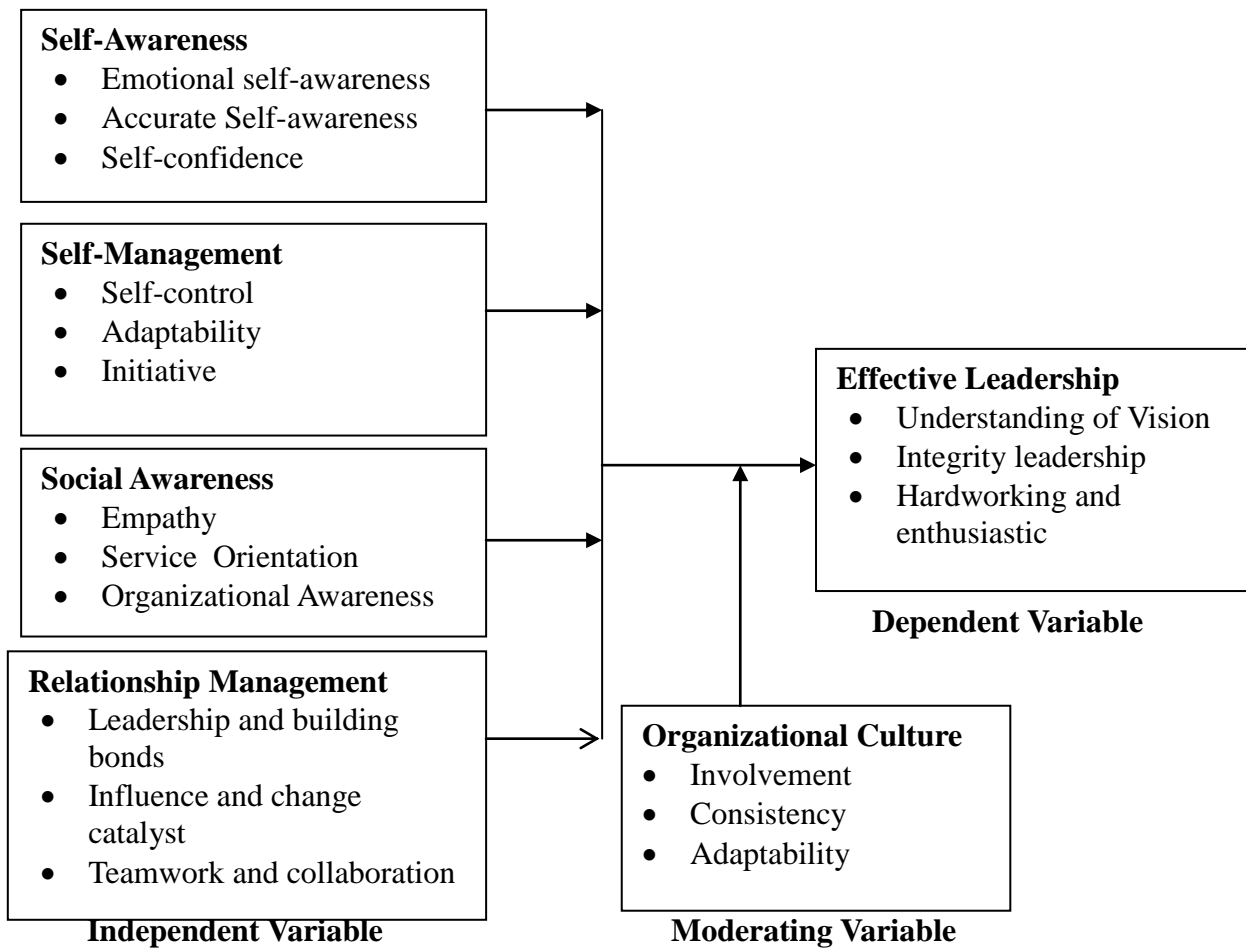 Self-Awareness
• Emotional self-awareness
• Accurate Self-awareness
• Self-confidence
Self-Management
• Self-control
• Adaptability
• Initiative
Social Awareness
• Empathy
• Service  Orientation
• Organizational Awareness
Relationship Management
• Leadership and building
bonds
• Influence and change
catalyst
• Teamwork and collaboration
Independent Variable
Effective Leadership
• Understanding of Vision
• Integrity leadership
• Hardworking and
enthusiastic
Dependent Variable
Organizational Culture
• Involvement
• Consistency
• Adaptability
Moderating Variable